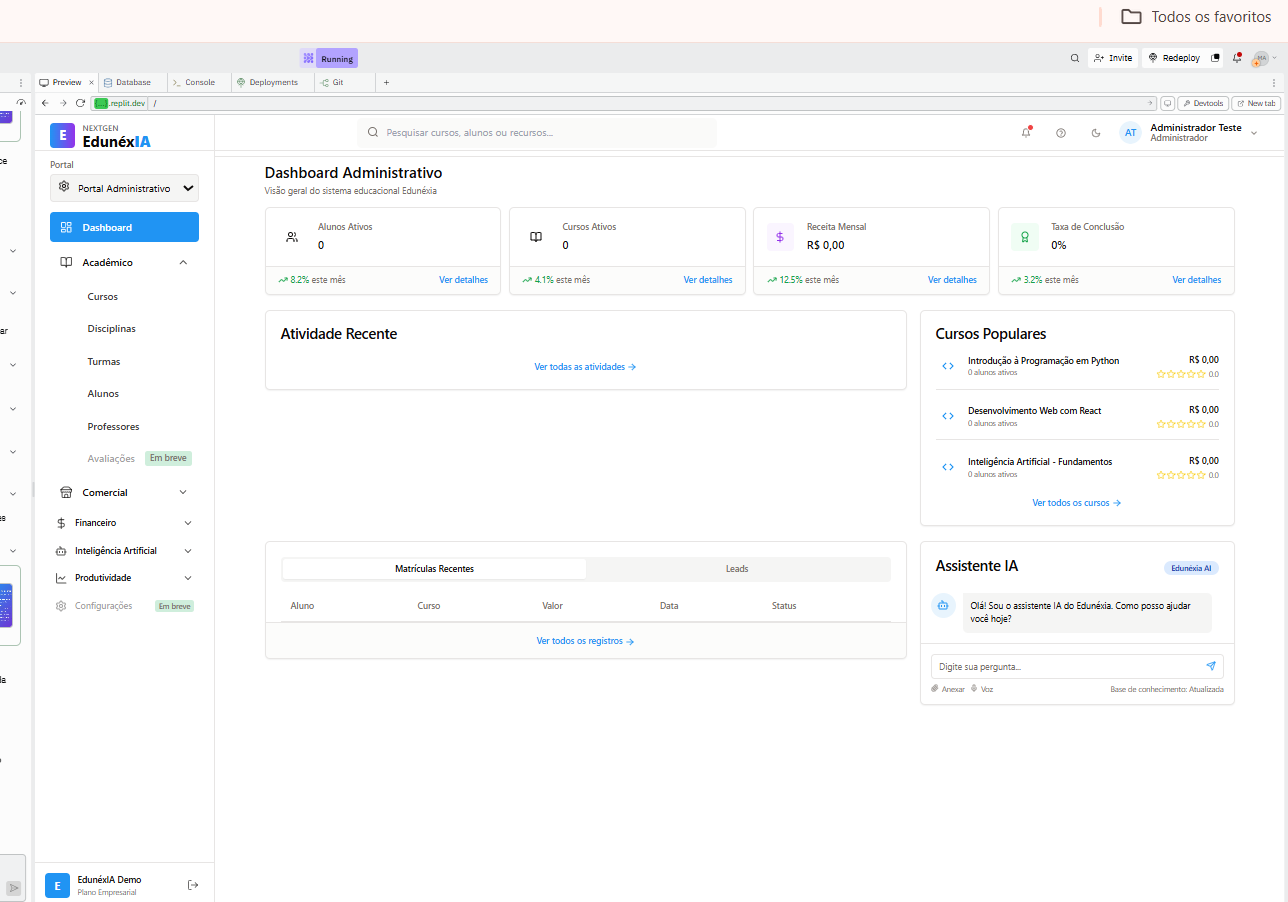 Todos os favoritos
Running
Invite
Redeploy
MA
Preview
Database
Console
Deployments
Git
.replit.dev
/
Devtools
New tab
E
NEXTGEN
EdunéxIA
Pesquisar cursos, alunos ou recursos...
AT
Administrador Teste
Administrador
Portal
Portal Administrativo
Dashboard
Acadêmico
Cursos
Disciplinas
Turmas
Alunos
Professores
Avaliações
Em breve
Comercial
Financeiro
Inteligência Artificial
Produtividade
Configurações
Em breve
E
EdunéxIA Demo
Plano Empresarial
Dashboard Administrativo
Visão geral do sistema educacional Edunéxia
Alunos Ativos
0
8.2% este mês
Ver detalhes
Cursos Ativos
0
4.1% este mês
Ver detalhes
Receita Mensal
R$ 0,00
12.5% este mês
Ver detalhes
Taxa de Conclusão
0%
3.2% este mês
Ver detalhes
Atividade Recente
Ver todas as atividades
Cursos Populares
Introdução à Programação em Python
R$ 0,00
0 alunos ativos
0.0
Desenvolvimento Web com React
R$ 0,00
0 alunos ativos
0.0
Inteligência Artificial - Fundamentos
R$ 0,00
0 alunos ativos
0.0
Ver todos os cursos
Matrículas Recentes
Leads
Aluno
Curso
Valor
Data
Status
Ver todos os registros
Assistente IA
Edunéxia AI
Olá! Sou o assistente IA do Edunéxia. Como posso ajudar
você hoje?
Digite sua pergunta...
Anexar
Voz
Base de conhecimento: Atualizada